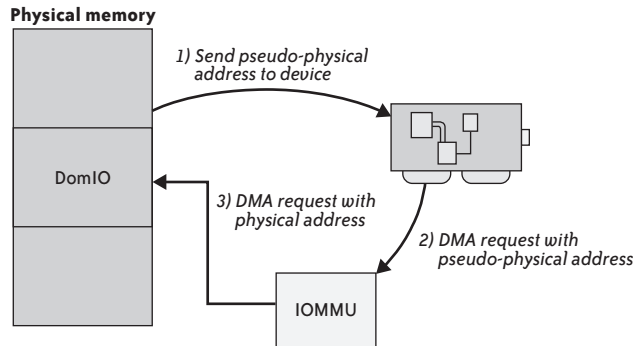 Physical memory
1) Send pseudo-physical
address to device
DomIO
3) DMA request with
physical address
2) DMA request with
pseudo-physical address
IOMMU